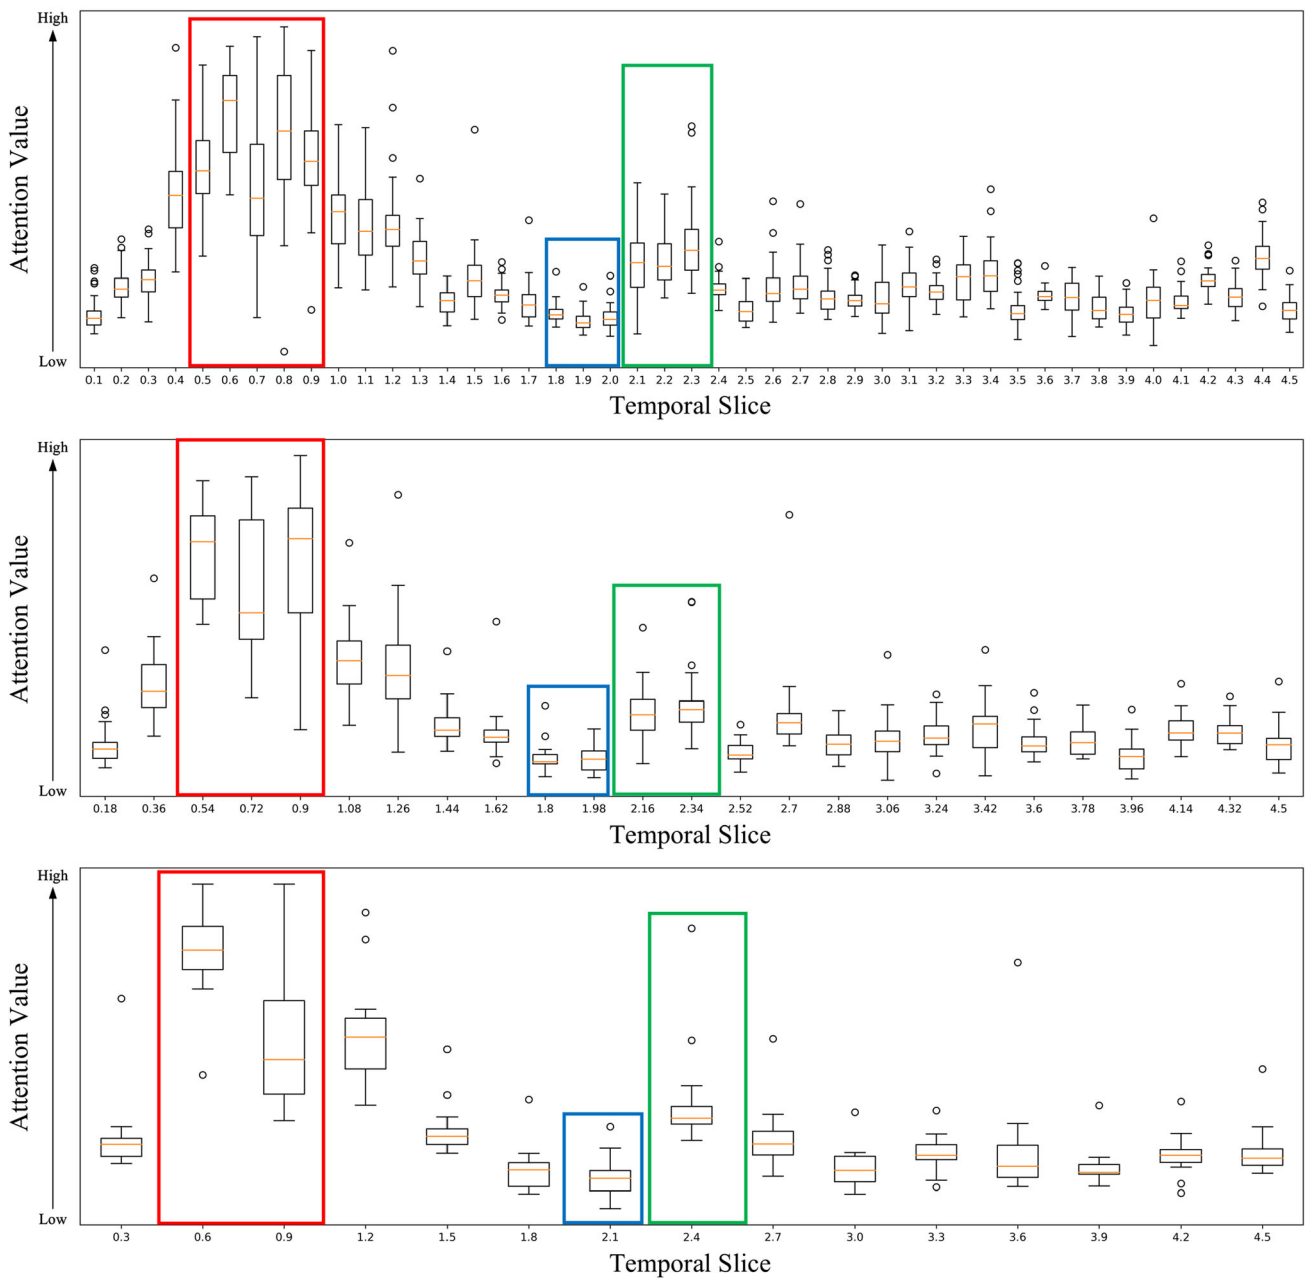 High
Attention Value
Low
0.1 0.2 0.3 0.4 0.5 0.6 0.7 0.8 0.9 1.0 1.1 1.2 1.3 1.4 1.5 1.6 1.7 1.8 1.9 2.0 2.1 2.2 2.3 2.4 2.5 2.6 2.7 2.8 2.9 3.0 3.1 3.2 3.3 3.4 3.5 3.6 3.7 3.8 3.9 4.0 4.1 4.2 4.3 4.4 4.5
Temporal Slice
High
Attention Value
Low
0.18 0.36 0.54 0.72 0.9 1.08 1.26 1.44 1.62 1.8 1.98 2.16 2.34 2.52 2.7 2.88 3.06 3.24 3.42 3.6 3.78 3.96 4.14 4.32 4.5
Temporal Slice
High
Attention Value
Low
0.3 0.6 0.9 1.2 1.5 1.8 2.1 2.4 2.7 3.0 3.3 3.6 3.9 4.2 4.5
Temporal Slice